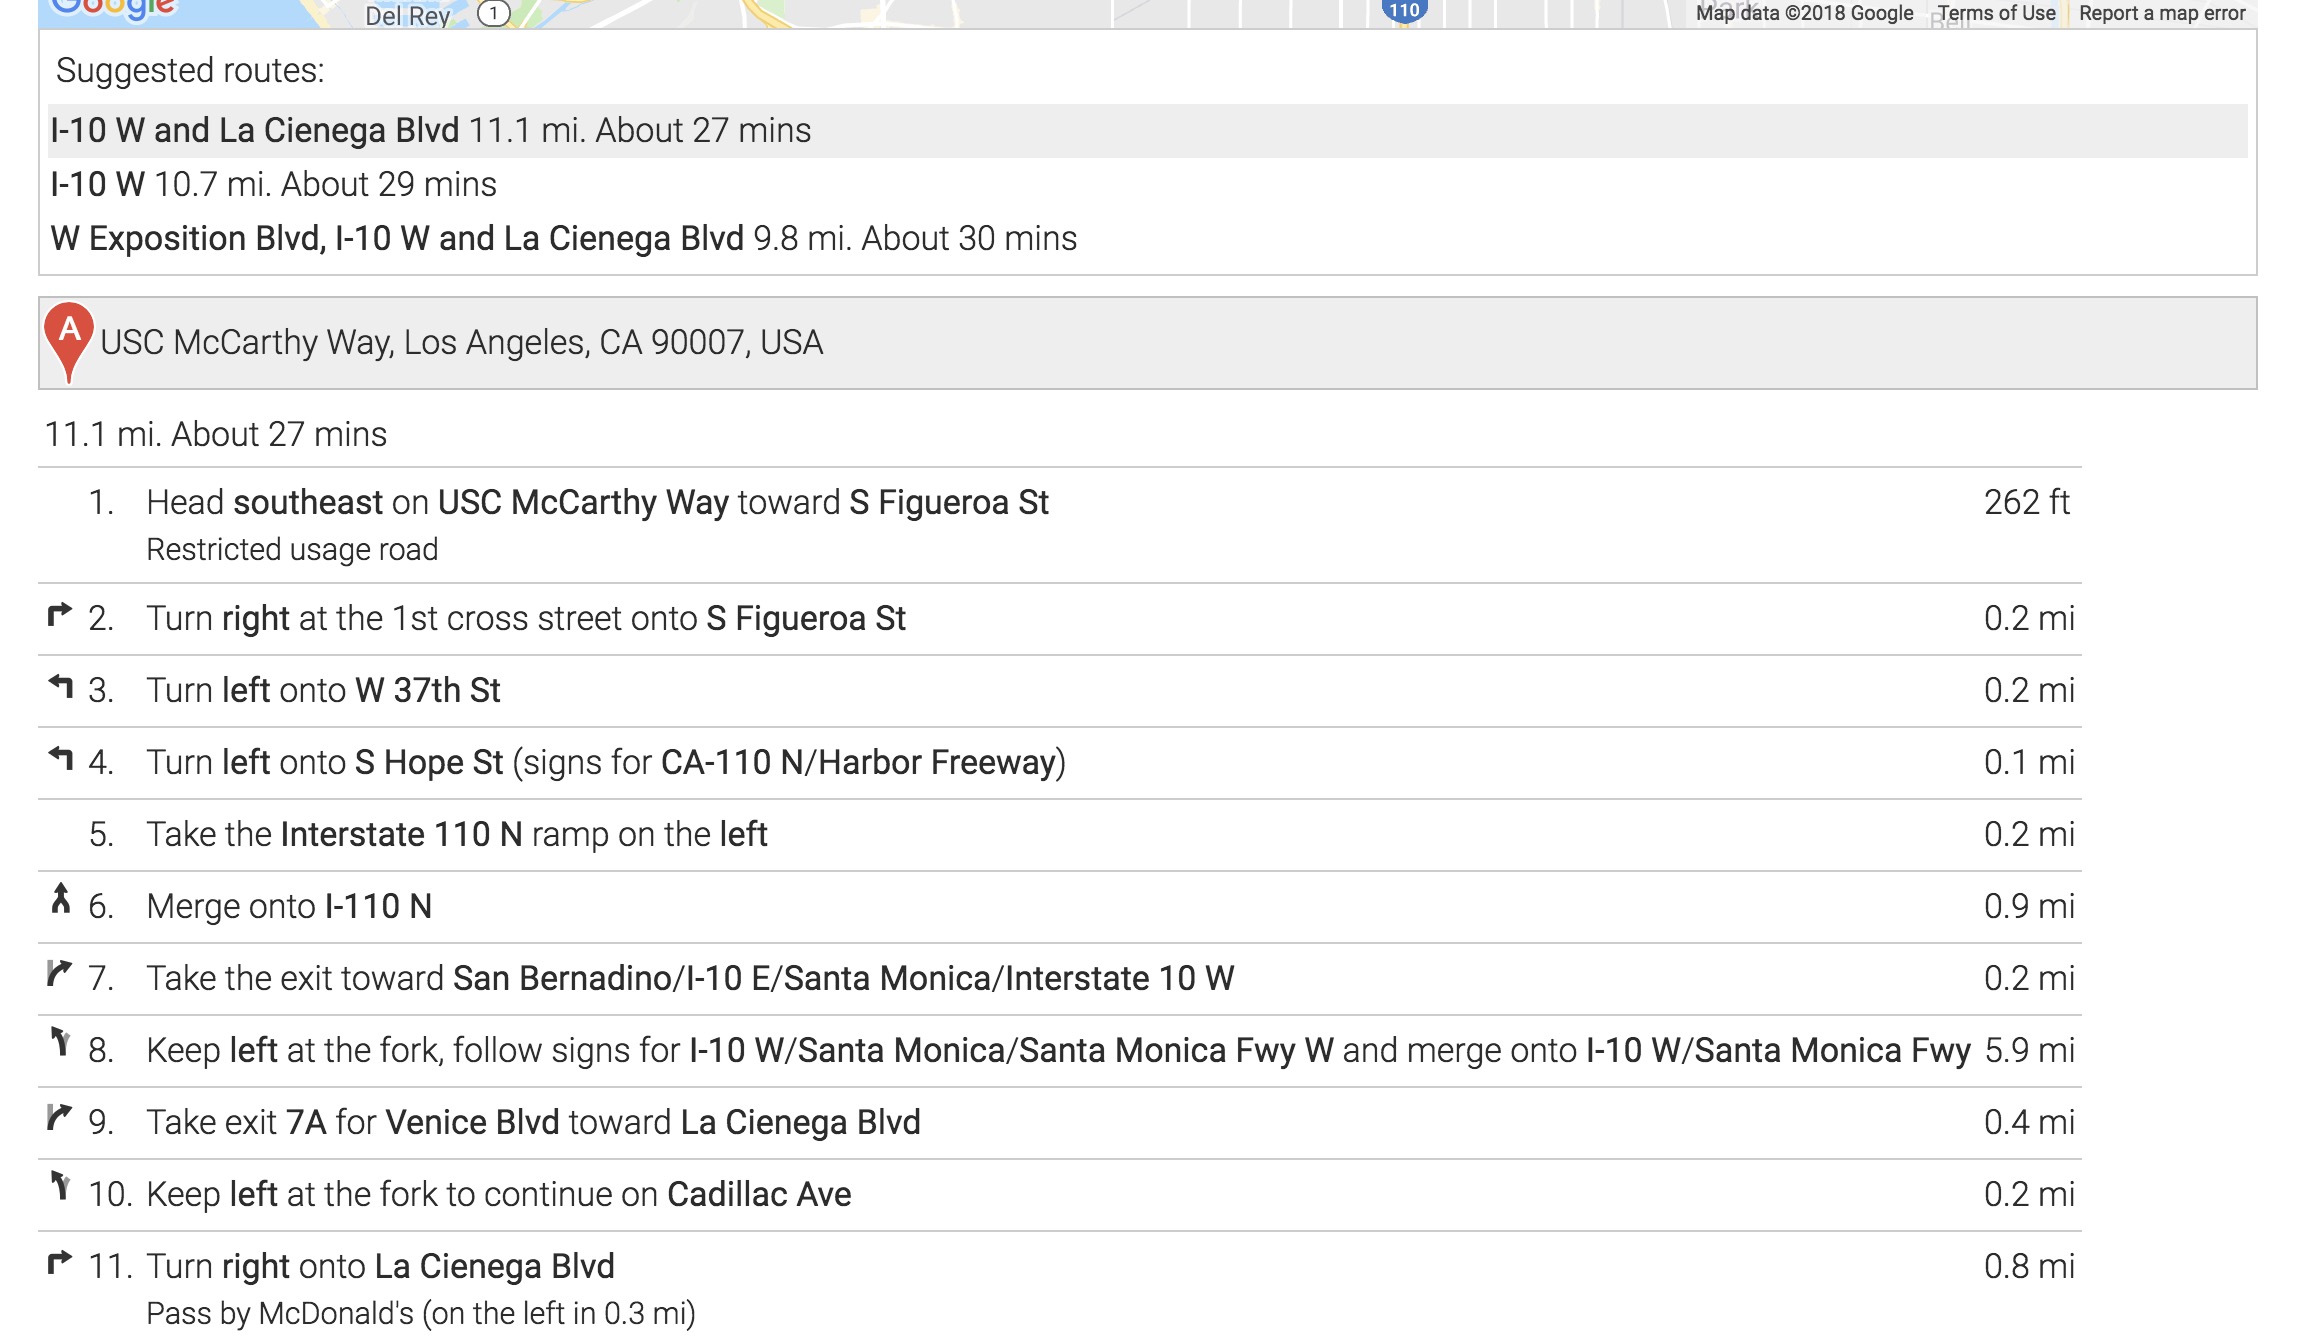 Google
Del Rey
1
110
Map data ©2018 Google Terms of Use Report a map error
Suggested routes:
I-10 W and La Cienega Blvd 11.1 mi. About 27 mins
I-10 W 10.7 mi. About 29 mins
W Exposition Blvd, I-10 W and La Cienega Blvd 9.8 mi. About 30 mins
A USC McCarthy Way, Los Angeles, CA 90007, USA
11.1 mi. About 27 mins
1. Head southeast on USC McCarthy Way toward S Figueroa St 262 ft
Restricted usage road
2. Turn right at the 1st cross street onto S Figueroa St 0.2 mi
3. Turn left onto W 37th St 0.2 mi
4. Turn left onto S Hope St (signs for CA-110 N/Harbor Freeway) 0.1 mi
5. Take the Interstate 110 N ramp on the left 0.2 mi
6. Merge onto I-110 N 0.9 mi
7. Take the exit toward San Bernadino/I-10 E/Santa Monica/Interstate 10 W 0.2 mi
8. Keep left at the fork, follow signs for I-10 W/Santa Monica/Santa Monica Fwy W and merge onto I-10 W/Santa Monica Fwy 5.9 mi
9. Take exit 7A for Venice Blvd toward La Cienega Blvd 0.4 mi
10. Keep left at the fork to continue on Cadillac Ave 0.2 mi
11. Turn right onto La Cienega Blvd 0.8 mi
Pass by McDonald's (on the left in 0.3 mi)